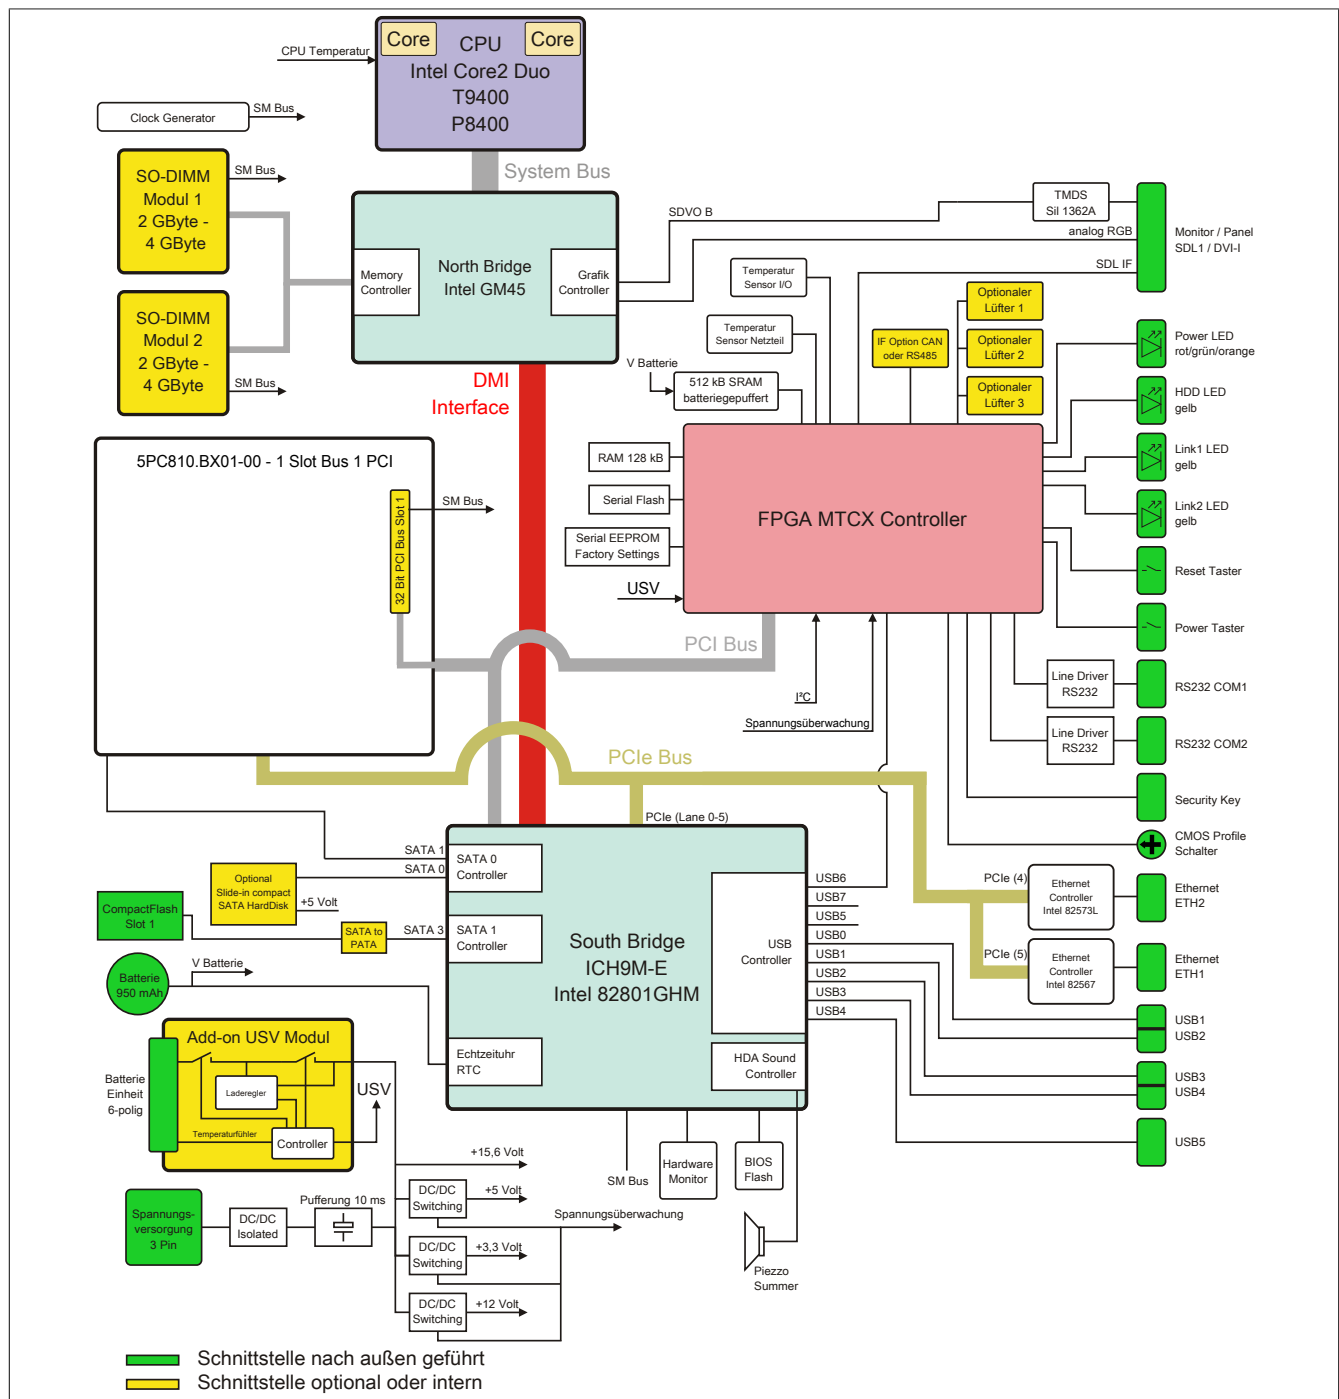 Core
CPU
Core
Intel Core2 Duo
T9400
P8400
CPU Temperatur
Clock Generator
SM Bus
System Bus
SO-DIMM
Modul 1
2 GByte -
4 GByte
SM Bus
SO-DIMM
Modul 2
2 GByte -
4 GByte
SM Bus
Memory
Controller
North Bridge
Intel GM45
Grafik
Controller
SDVO B
TMDS
Sil 1362A
analog RGB
SDL IF
Monitor / Panel
SDL1 / DVI-I
Temperatur
Sensor I/O
Temperatur
Sensor Netzteil
V Batterie
512 kB SRAM
batteriegepuffert
IF Option CAN
oder RS485
Optionaler
Lüfter 1
Optionaler
Lüfter 2
Optionaler
Lüfter 3
Power LED
rot/grün/orange
HDD LED
gelb
Link1 LED
gelb
Link2 LED
gelb
Reset Taster
Power Taster
DMI
Interface
5PC810.BX01-00 - 1 Slot Bus 1 PCI
32 Bit PCI Bus Slot 1
SM Bus
RAM 128 kB
Serial Flash
Serial EEPROM
Factory Settings
USV
FPGA MTCX Controller
PCI Bus
I²C
Spannungsüberwachung
Line Driver
RS232
RS232 COM1
Line Driver
RS232
RS232 COM2
Security Key
CMOS Profile
Schalter
PCIe Bus
PCIe (Lane 0-5)
PCIe (4)
Ethernet
Controller
Intel 82573L
Ethernet
ETH2
PCIe (5)
Ethernet
Controller
Intel 82567
Ethernet
ETH1
SATA 1
SATA 0
SATA 0
Controller
Optional
Slide-in compact
SATA HardDisk
+5 Volt
CompactFlash
Slot 1
SATA to
PATA
SATA 3
SATA 1
Controller
South Bridge
ICH9M-E
Intel 82801GHM
USB
Controller
USB6
USB7
USB5
USB0
USB1
USB2
USB3
USB4
USB1
USB2
USB3
USB4
USB5
Batterie
950 mAh
V Batterie
Echtzeituhr
RTC
HDA Sound
Controller
Add-on USV Modul
Batterie
Einheit
6-polig
Laderegler
Temperaturfühler
Controller
USV
SM Bus
Hardware
Monitor
BIOS
Flash
Piezzo
Summer
+15,6 Volt
Spannungs-
versorgung
3 Pin
DC/DC
Isolated
Pufferung 10 ms
DC/DC
Switching
+5 Volt
Spannungsüberwachung
DC/DC
Switching
+3,3 Volt
DC/DC
Switching
+12 Volt
Schnittstelle nach außen geführt
Schnittstelle optional oder intern